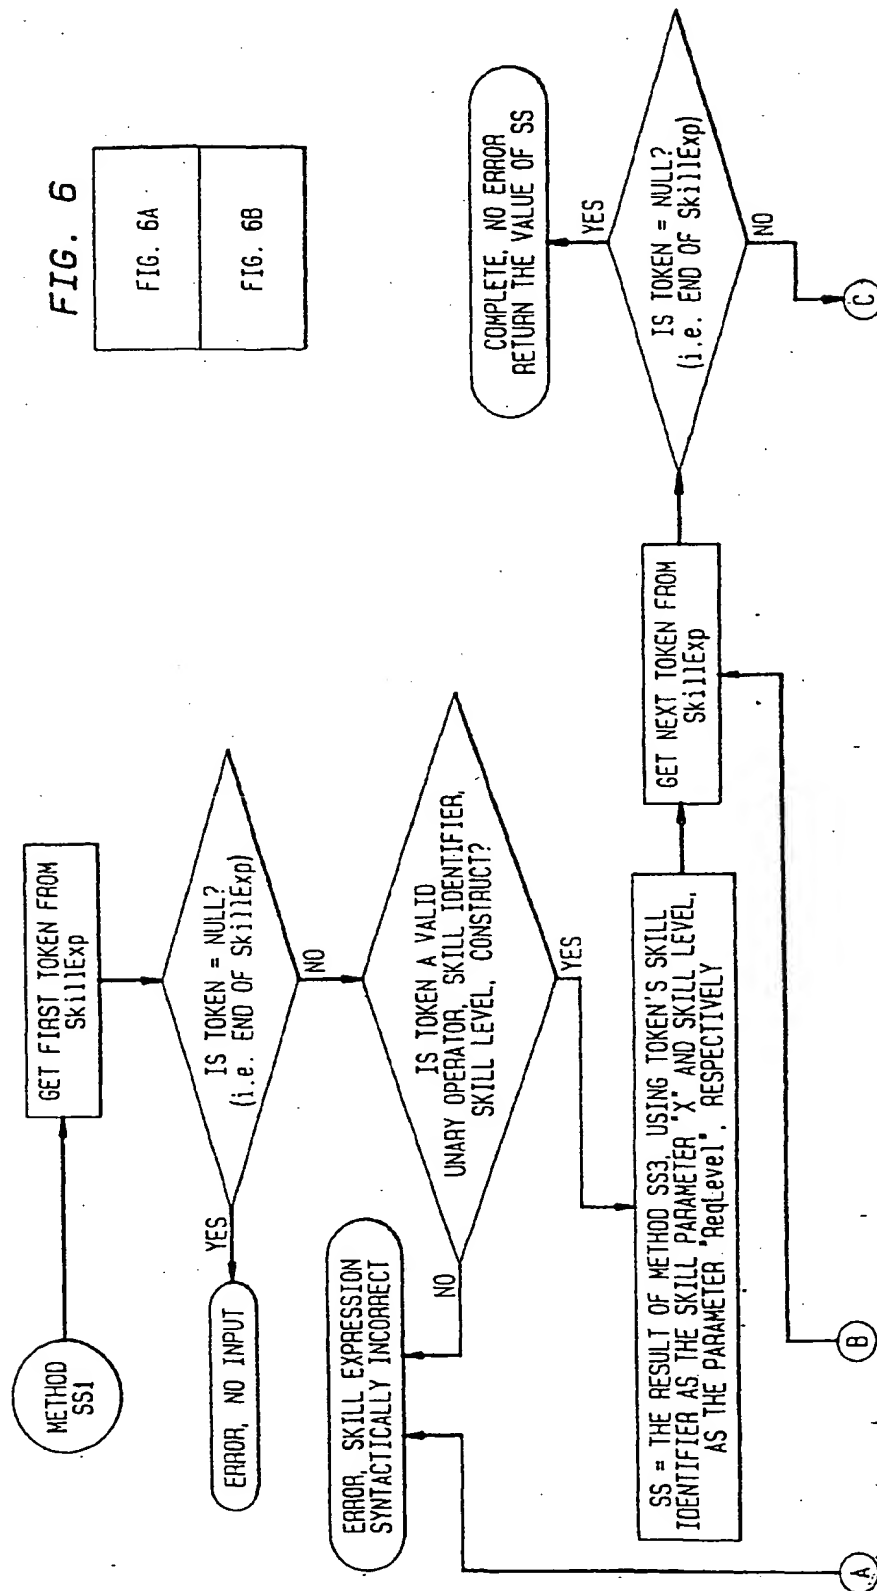 FIG. 6
FIG. 6A
FIG. 6B
METHOD
SS1
GET FIRST TOKEN FROM
SkillExp
IS TOKEN = NULL?
(i.e. END OF SkillExp)
YES
NO
ERROR, NO INPUT
IS TOKEN A VALID
UNARY OPERATOR, SKILL IDENTIFIER,
SKILL LEVEL, CONSTRUCT?
NO
YES
ERROR, SKILL EXPRESSION
SYNTACTICALLY INCORRECT
SS = THE RESULT OF METHOD SS3, USING TOKEN'S SKILL
IDENTIFIER AS THE SKILL PARAMETER "X" AND SKILL LEVEL,
AS THE PARAMETER "ReqLevel", RESPECTIVELY
GET NEXT TOKEN FROM
SkillExp
IS TOKEN = NULL?
(i.e. END OF SkillExp)
YES
NO
COMPLETE, NO ERROR
RETURN THE VALUE OF SS
A
B
C